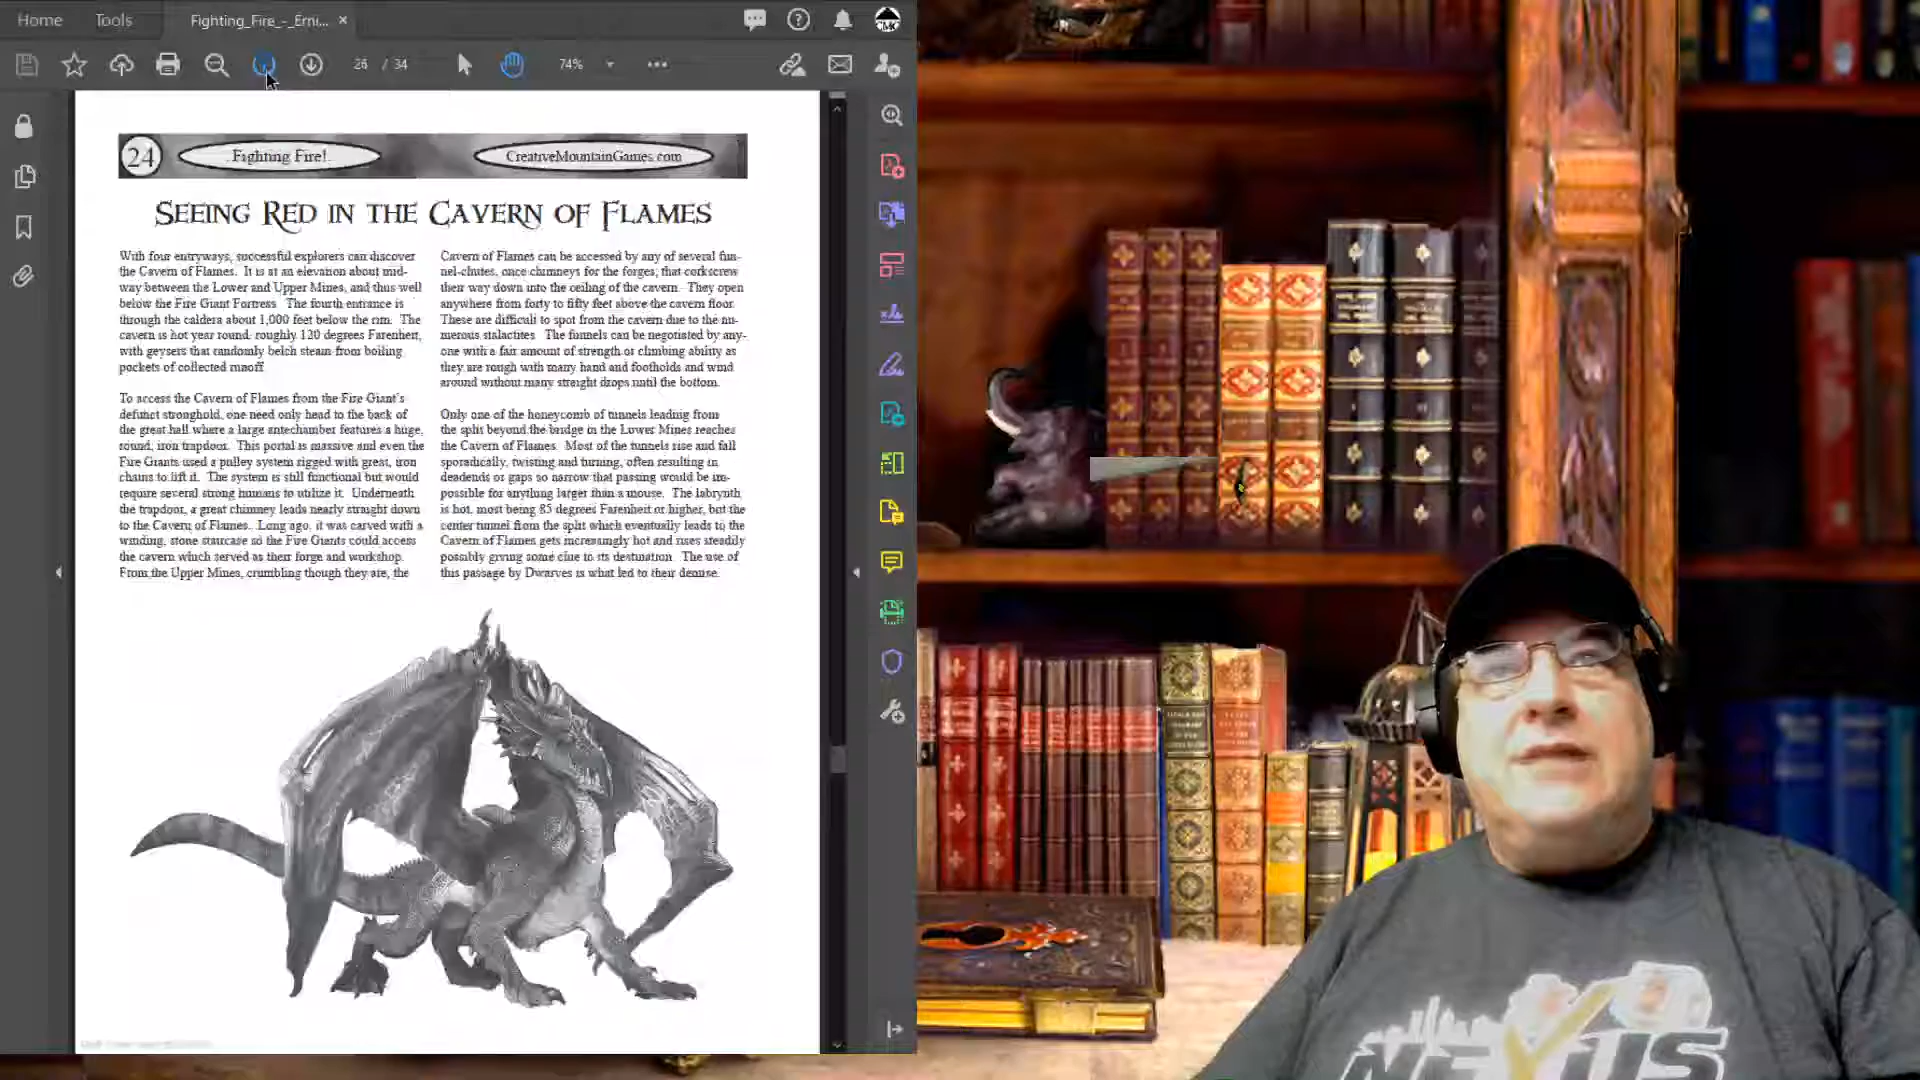 Home
Tools
Fighting_Fire_-_Erni...
CMG
26 / 34
74%
24
Fighting Fire!
CreativeMountainGames.com
Seeing Red in the Cavern of Flames
With four entryways, successful explorers can discover
the Cavern of Flames. It is at an elevation about mid-
way between the Lower and Upper Mines, and thus well
below the Fire Giant Fortress. The fourth entrance is
through the caldera about 1,000 feet below the rim. The
cavern is hot year round: roughly 120 degrees Farenheit,
with geysers that randomly belch steam from boiling
pockets of collected runoff.
To access the Cavern of Flames from the Fire Giant's
defunct stronghold, one need only head to the back of
the great hall where a large antechamber features a huge,
round, iron trapdoor. This portal is massive and even the
Fire Giants used a pulley system rigged with great, iron
chains to lift it. The system is still functional but would
require several strong humans to utilize it. Underneath
the trapdoor, a great chimney leads nearly straight down
to the Cavern of Flames. Long ago, it was carved with a
winding, stone staircase so the Fire Giants could access
the cavern which served as their forge and workshop.
From the Upper Mines, crumbling though they are, the
Cavern of Flames can be accessed by any of several fun-
nel-chutes, once chimneys for the forges, that corkscrew
their way down into the ceiling of the cavern. They open
anywhere from forty to fifty feet above the cavern floor.
These are difficult to spot from the cavern due to the nu-
merous stalactites. The funnels can be negotiated by any-
one with a fair amount of strength or climbing ability as
they are rough with many hand and footholds and wind
around without many straight drops until the bottom.
Only one of the honeycomb of tunnels leading from
the split beyond the bridge in the Lower Mines reaches
the Cavern of Flames. Most of the tunnels rise and fall
sporadically, twisting and turning, often resulting in
deadends or gaps so narrow that passing would be im-
possible for anything larger than a mouse. The labrynth
is hot, most being 85 degrees Farenheit or higher, but the
center tunnel from the split which eventually leads to the
Cavern of Flames gets increasingly hot and rises steadily
possibly giving some clue to its destination. The use of
this passage by Dwarves is what led to their demise.
NEXUS